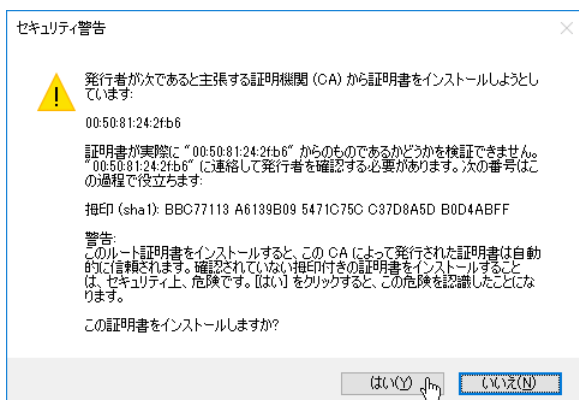 セキュリティ警告
発行者が次であると主張する証明機関 (CA) から証明書をインストールしようとし
ています:
00:50:81:24:2f:b6
証明書が実際に "00:50:81:24:2f:b6" からのものであるかどうかを検証できません。
"00:50:81:24:2f:b6" に連絡して発行者を確認する必要があります。次の番号はこ
の過程で役立ちます:
拇印 (sha1): BBC77113 A6139B09 5471C75C C37D8A5D B0D4ABFF
警告:
このルート証明書をインストールすると、この CA によって発行された証明書は自動
的に信頼されます。確認されていない拇印付きの証明書をインストールすること
は、セキュリティ上、危険です。[はい] をクリックすると、この危険を認識したことにな
ります。
この証明書をインストールしますか?
はい(Y)
いいえ(N)